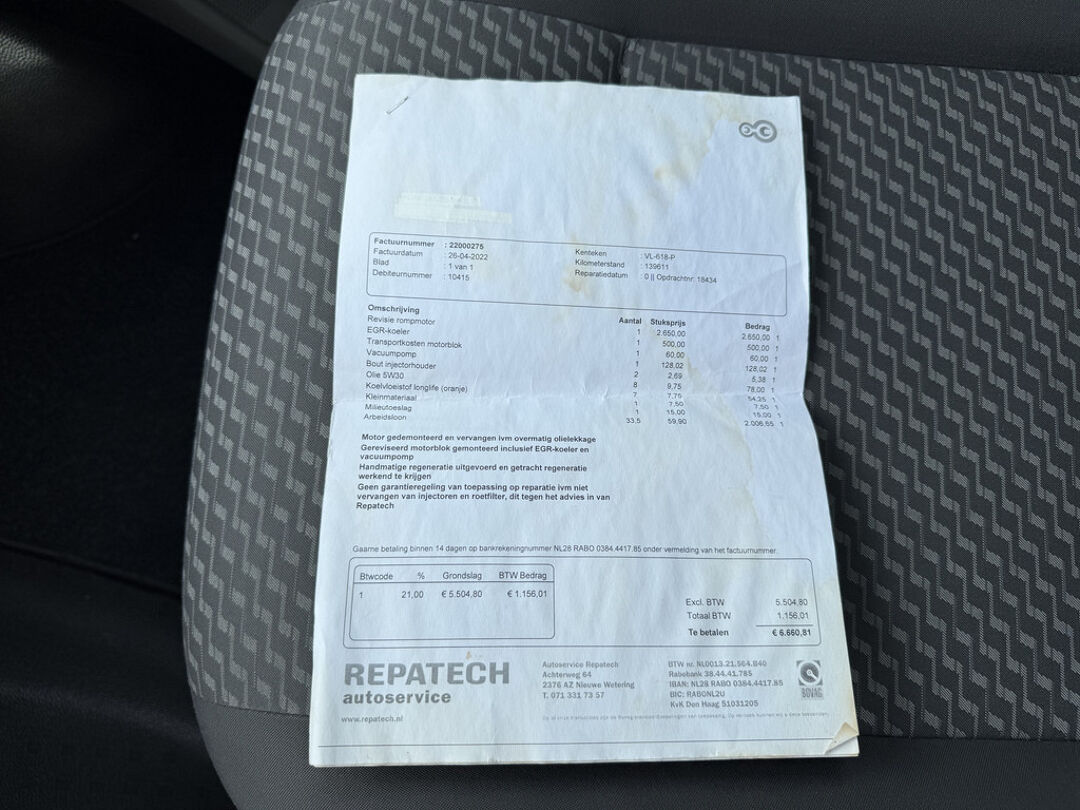 Factuurnummer : 22000275
Factuurdatum : 26-04-2022
Blad : 1 van 1
Debiteurnummer : 10415
Kenteken : VL-618-P
Kilometerstand : 139611
Reparatiedatum : 0 || Opdrachtnr: 18434
Omschrijving Aantal Stuksprijs Bedrag
Revisie rompmotor 1 2.650,00 2.650,00 1
EGR-koeler 1 500,00 500,00 1
Transportkosten motorblok 1 60,00 60,00 1
Vacuumpomp 1 128,02 128,02 1
Bout injectorhouder 2 2,69 5,38 1
Olie 5W30 8 9,75 78,00 1
Koelvloeistof longlife (oranje) 7 7,75 54,25 1
Kleinmateriaal 1 7,50 7,50 1
Milieutoeslag 1 15,00 15,00 1
Arbeidsloon 33,5 59,90 2.006,65 1
Motor gedemonteerd en vervangen ivm overmatig olielekkage
Gereviseerd motorblok gemonteerd inclusief EGR-koeler en
vacuumpomp
Handmatige regeneratie uitgevoerd en getracht regeneratie
werkend te krijgen
Geen garantieregeling van toepassing op reparatie ivm niet
vervangen van injectoren en roetfilter, dit tegen het advies in van
Repatech
Gaarne betaling binnen 14 dagen op bankrekeningnummer NL28 RABO 0384.4417.85 onder vermelding van het factuurnummer.
Btwcode % Grondslag BTW Bedrag
1 21,00 € 5.504,80 € 1.156,01
Excl. BTW 5.504,80
Totaal BTW 1.156,01
Te betalen € 6.660,81
REPATECH
autoservice
www.repatech.nl
Autoservice Repatech
Achterweg 64
2376 AZ Nieuwe Wetering
T. 071 331 73 57
BTW nr. NL0013.21.564.B40
Rabobank 38.44.41.785
IBAN: NL28 RABO 0384.4417.85
BIC: RABONL2U
KvK Den Haag 51031205
BOVAG